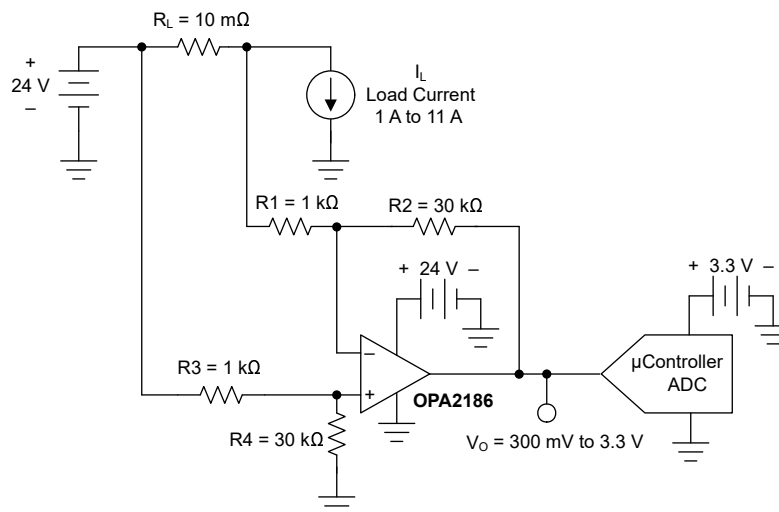 R_L = 10 mΩ
+
24 V
–
I_L
Load Current
1 A to 11 A
R1 = 1 kΩ
R2 = 30 kΩ
+ 24 V –
+ 3.3 V –
R3 = 1 kΩ
–
+
OPA2186
µController
ADC
R4 = 30 kΩ
V_O = 300 mV to 3.3 V